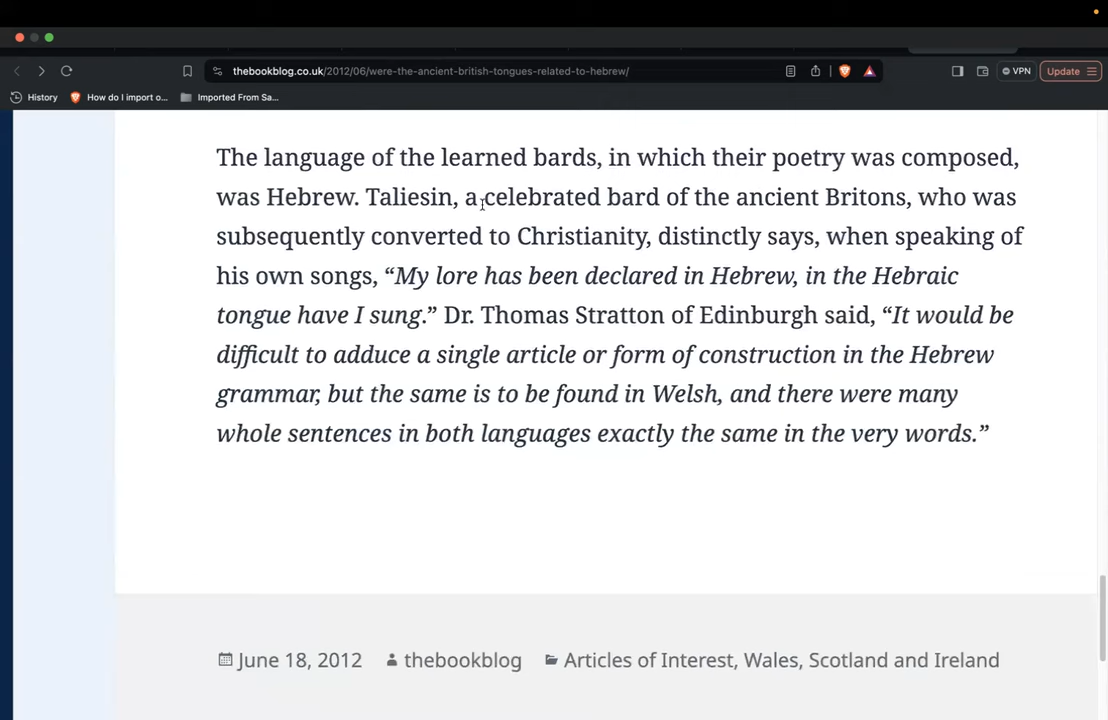 thebookblog.co.uk/2012/06/were-the-ancient-british-tongues-related-to-hebrew/
VPN
Update
History
How do I import o...
Imported From Sa...
The language of the learned bards, in which their poetry was composed,
was Hebrew. Taliesin, a celebrated bard of the ancient Britons, who was
subsequently converted to Christianity, distinctly says, when speaking of
his own songs, “My lore has been declared in Hebrew, in the Hebraic
tongue have I sung.” Dr. Thomas Stratton of Edinburgh said, “It would be
difficult to adduce a single article or form of construction in the Hebrew
grammar, but the same is to be found in Welsh, and there were many
whole sentences in both languages exactly the same in the very words.”
June 18, 2012 thebookblog Articles of Interest, Wales, Scotland and Ireland